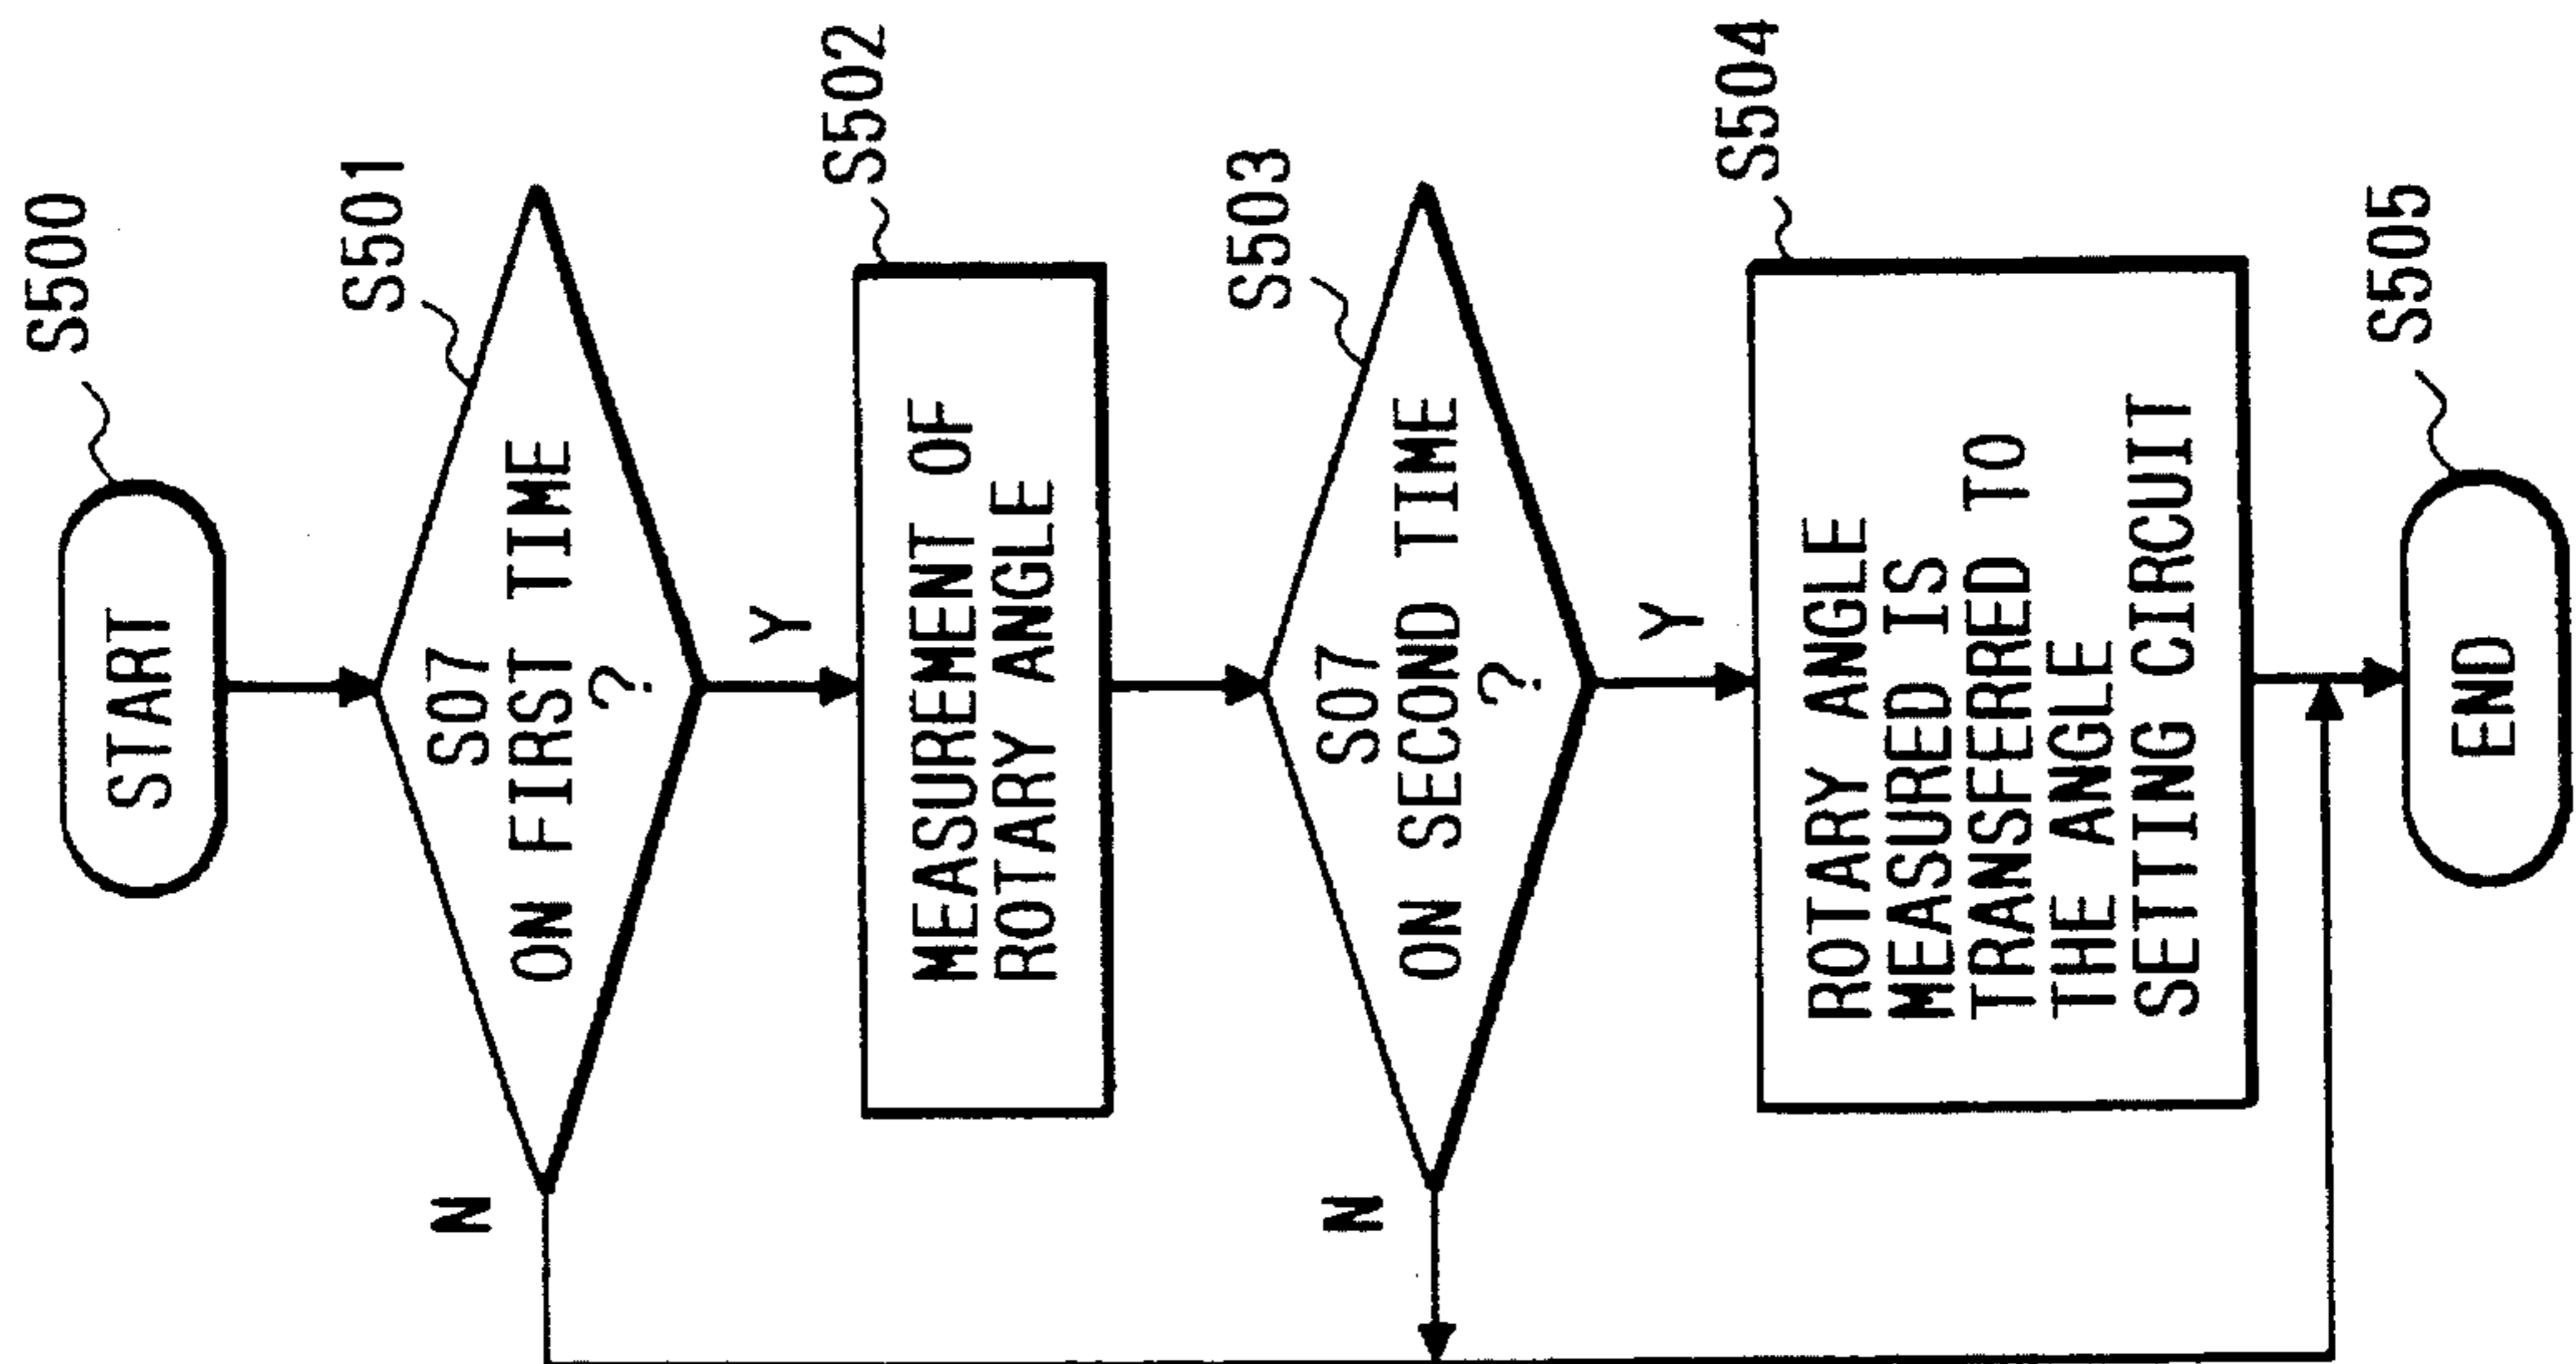 START
S500
S07
ON FIRST TIME
?
S501
N
Y
MEASUREMENT OF
ROTARY ANGLE
S502
S07
ON SECOND TIME
?
S503
N
Y
ROTARY ANGLE
MEASURED IS
TRANSFERRED TO
THE ANGLE
SETTING CIRCUIT
S504
END
S505